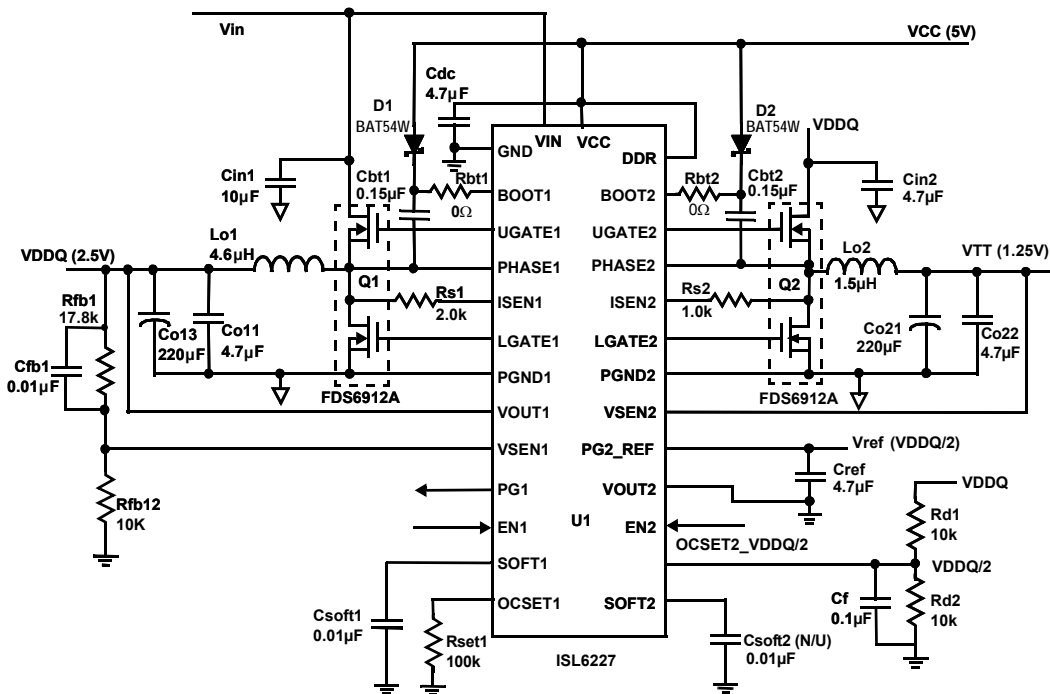 Vin
VCC (5V)
Cdc
4.7µF
D1
BAT54W
D2
BAT54W
VDDQ
VIN
VCC
GND
DDR
Cin1
10µF
Cbt1
0.15µF
Rbt1
0Ω
BOOT1
BOOT2
Rbt2
0Ω
Cbt2
0.15µF
Cin2
4.7µF
UGATE1
UGATE2
Lo1
4.6µH
Lo2
1.5µH
VDDQ (2.5V)
VTT (1.25V)
PHASE1
PHASE2
Q1
Q2
Rfb1
17.8k
Rs1
2.0k
ISEN1
ISEN2
Rs2
1.0k
Co13
220µF
Co11
4.7µF
Co21
220µF
Co22
4.7µF
LGATE1
LGATE2
Cfb1
0.01µF
PGND1
PGND2
FDS6912A
FDS6912A
VOUT1
VSEN2
VSEN1
PG2_REF
Vref (VDDQ/2)
Cref
4.7µF
Rfb12
10K
PG1
VOUT2
VDDQ
Rd1
10k
EN1
U1
EN2
OCSET2_VDDQ/2
SOFT1
VDDQ/2
Csoft1
0.01µF
OCSET1
SOFT2
Cf
0.1µF
Rd2
10k
Rset1
100k
Csoft2 (N/U)
0.01µF
ISL6227